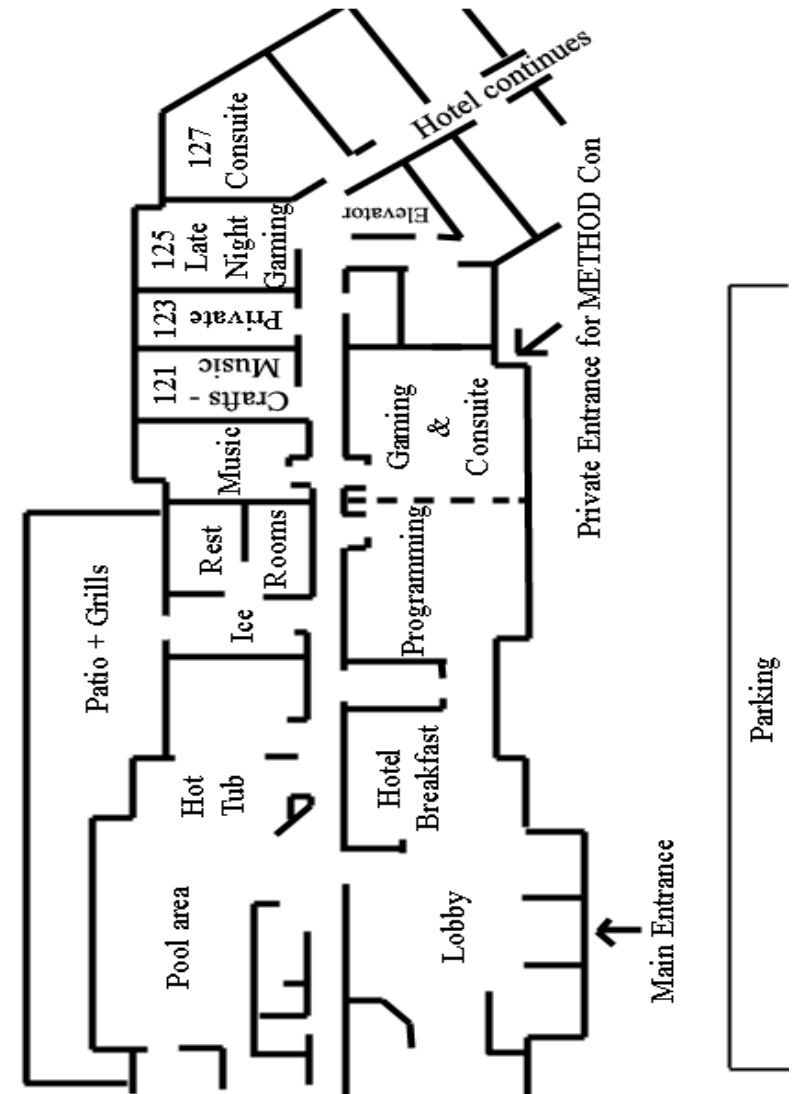 Hotel continues
127
Consuite
Elevator
125
Late
Night
Gaming
123
Private
121
Crafts -
Music
Music
Gaming
&
Consuite
Private Entrance for METHOD Con
Rest
Rooms
Ice
Programming
Patio + Grills
Hot
Tub
Hotel
Breakfast
Pool area
Lobby
Main Entrance
Parking